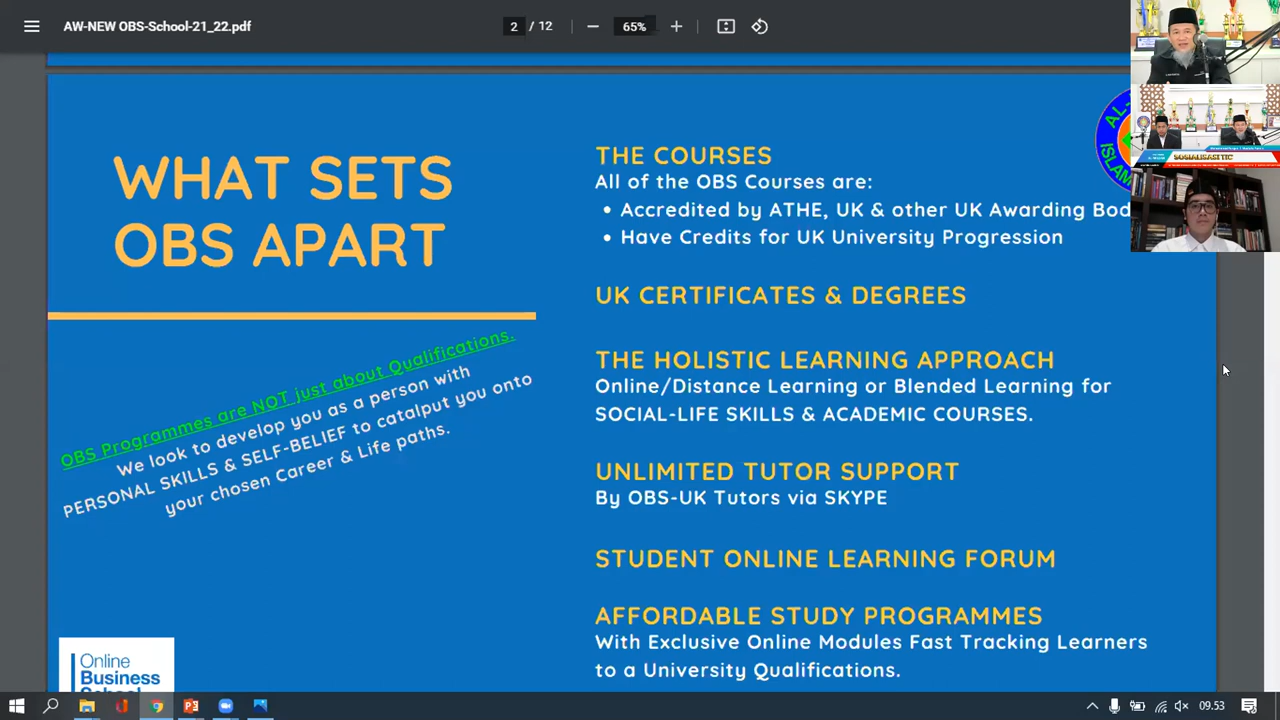 AW-NEW OBS-School-21_22.pdf
2 / 12
65%
WHAT SETS
OBS APART
OBS Programmes are NOT just about Qualifications.
We look to develop you as a person with
PERSONAL SKILLS & SELF-BELIEF to catalput you onto
your chosen Career & Life paths.
Online
Business
School
THE COURSES
All of the OBS Courses are:
• Accredited by ATHE, UK & other UK Awarding Bod
• Have Credits for UK University Progression
UK CERTIFICATES & DEGREES
THE HOLISTIC LEARNING APPROACH
Online/Distance Learning or Blended Learning for
SOCIAL-LIFE SKILLS & ACADEMIC COURSES.
UNLIMITED TUTOR SUPPORT
By OBS-UK Tutors via SKYPE
STUDENT ONLINE LEARNING FORUM
AFFORDABLE STUDY PROGRAMMES
With Exclusive Online Modules Fast Tracking Learners
to a University Qualifications.
AL-
ISLAM
SOSIALISASI ITC
09.53